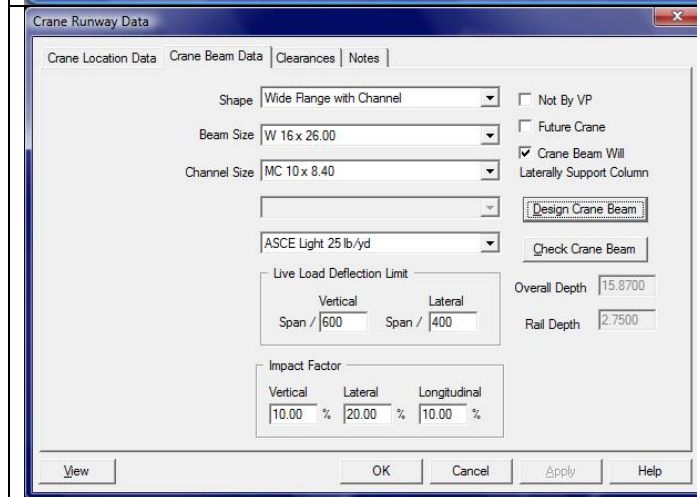 Crane Runway Data
Crane Location Data Crane Beam Data Clearances Notes
Shape Wide Flange with Channel
Beam Size W 16 x 26.00
Channel Size MC 10 x 8.40
ASCE Light 25 lb/yd
Not By VP
Future Crane
Crane Beam Will
Laterally Support Column
Design Crane Beam
Check Crane Beam
Overall Depth 15.8700
Rail Depth 2.7500
Live Load Deflection Limit
Vertical Lateral
Span / 600 Span / 400
Impact Factor
Vertical Lateral Longitudinal
10.00 % 20.00 % 10.00 %
View OK Cancel Apply Help